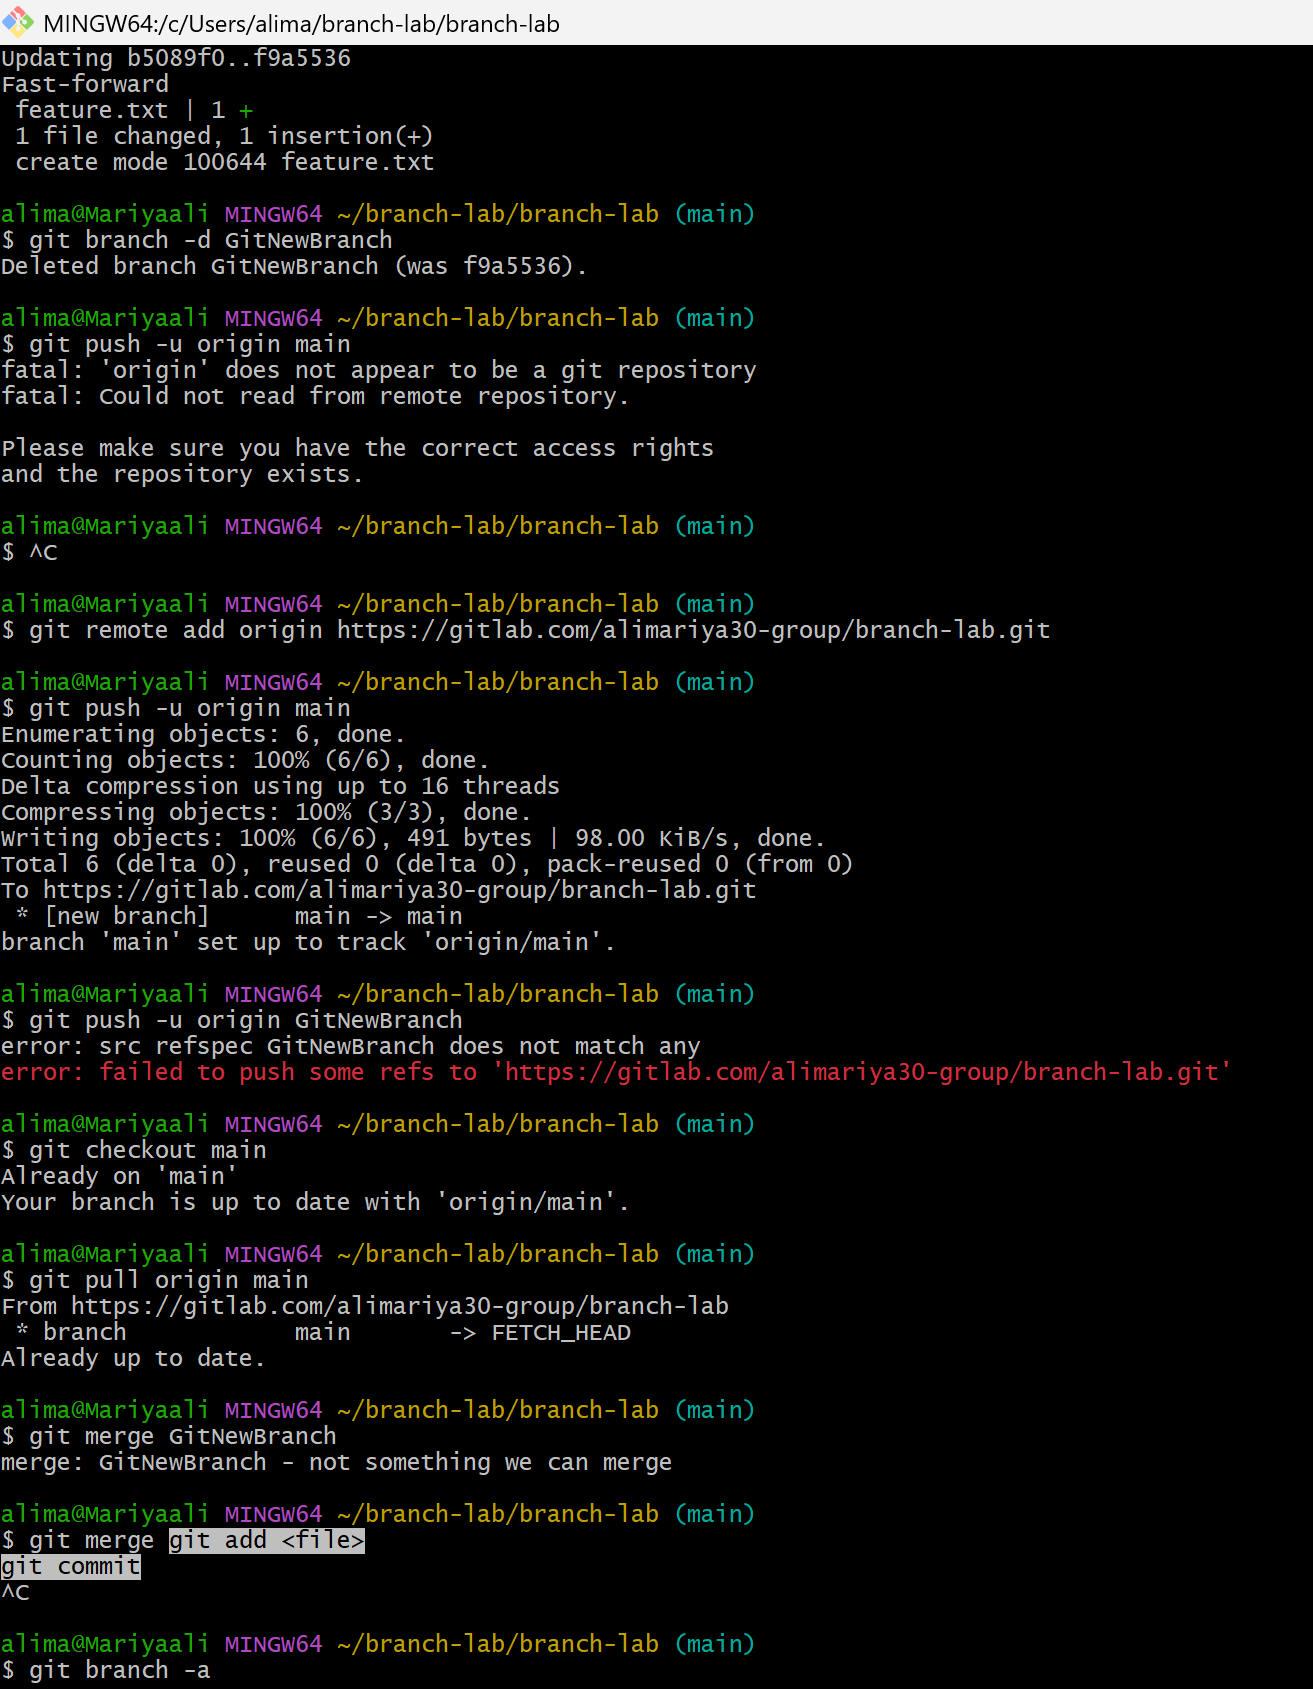 MINGW64:/c/Users/alima/branch-lab/branch-lab
Updating b5089f0..f9a5536
Fast-forward
 feature.txt | 1 +
 1 file changed, 1 insertion(+)
 create mode 100644 feature.txt

alima@Mariyaali MINGW64 ~/branch-lab/branch-lab (main)
$ git branch -d GitNewBranch
Deleted branch GitNewBranch (was f9a5536).

alima@Mariyaali MINGW64 ~/branch-lab/branch-lab (main)
$ git push -u origin main
fatal: 'origin' does not appear to be a git repository
fatal: Could not read from remote repository.

Please make sure you have the correct access rights
and the repository exists.

alima@Mariyaali MINGW64 ~/branch-lab/branch-lab (main)
$ ^C

alima@Mariyaali MINGW64 ~/branch-lab/branch-lab (main)
$ git remote add origin https://gitlab.com/alimariya30-group/branch-lab.git

alima@Mariyaali MINGW64 ~/branch-lab/branch-lab (main)
$ git push -u origin main
Enumerating objects: 6, done.
Counting objects: 100% (6/6), done.
Delta compression using up to 16 threads
Compressing objects: 100% (3/3), done.
Writing objects: 100% (6/6), 491 bytes | 98.00 KiB/s, done.
Total 6 (delta 0), reused 0 (delta 0), pack-reused 0 (from 0)
To https://gitlab.com/alimariya30-group/branch-lab.git
 * [new branch]      main -> main
branch 'main' set up to track 'origin/main'.

alima@Mariyaali MINGW64 ~/branch-lab/branch-lab (main)
$ git push -u origin GitNewBranch
error: src refspec GitNewBranch does not match any
error: failed to push some refs to 'https://gitlab.com/alimariya30-group/branch-lab.git'

alima@Mariyaali MINGW64 ~/branch-lab/branch-lab (main)
$ git checkout main
Already on 'main'
Your branch is up to date with 'origin/main'.

alima@Mariyaali MINGW64 ~/branch-lab/branch-lab (main)
$ git pull origin main
From https://gitlab.com/alimariya30-group/branch-lab
 * branch            main       -> FETCH_HEAD
Already up to date.

alima@Mariyaali MINGW64 ~/branch-lab/branch-lab (main)
$ git merge GitNewBranch
merge: GitNewBranch - not something we can merge

alima@Mariyaali MINGW64 ~/branch-lab/branch-lab (main)
$ git merge git add <file>
git commit
^C

alima@Mariyaali MINGW64 ~/branch-lab/branch-lab (main)
$ git branch -a